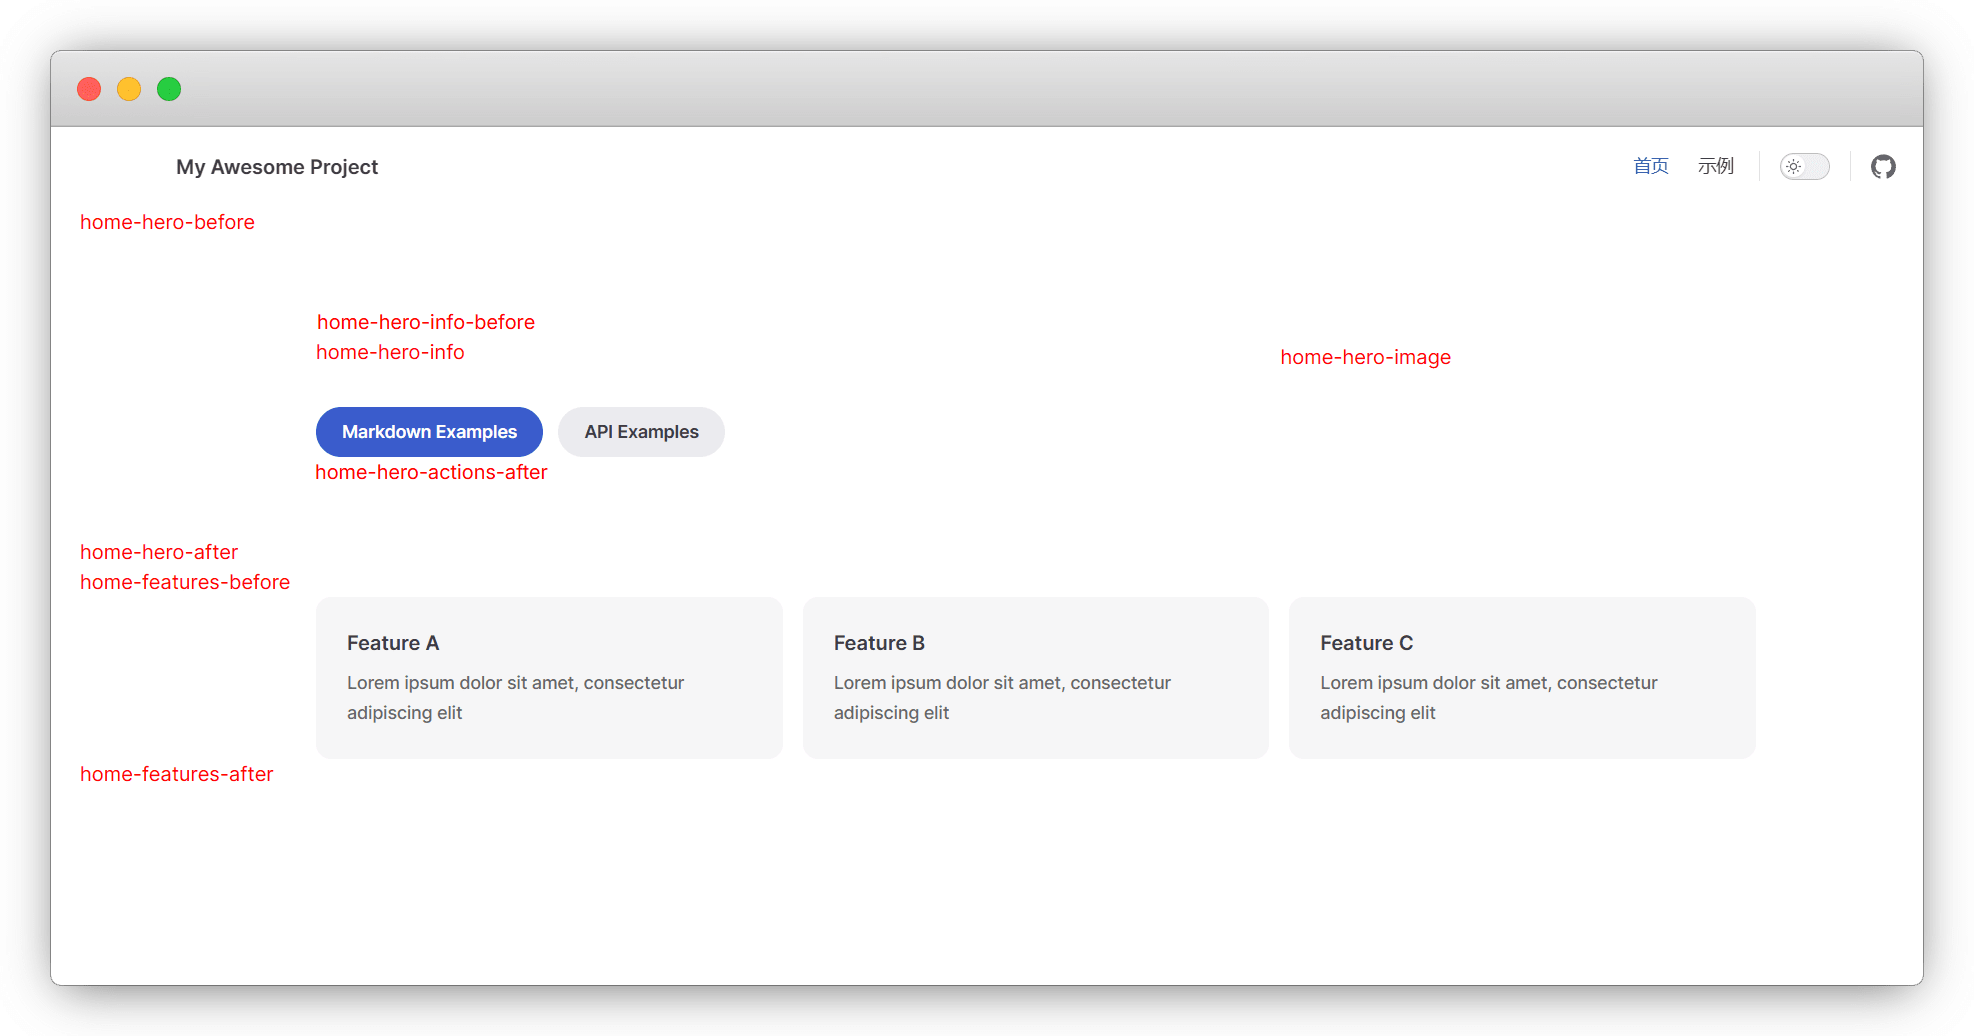 My Awesome Project
首页 示例
home-hero-before
home-hero-info-before
home-hero-info
home-hero-image
Markdown Examples
API Examples
home-hero-actions-after
home-hero-after
home-features-before
Feature A
Lorem ipsum dolor sit amet, consectetur
adipiscing elit
Feature B
Lorem ipsum dolor sit amet, consectetur
adipiscing elit
Feature C
Lorem ipsum dolor sit amet, consectetur
adipiscing elit
home-features-after